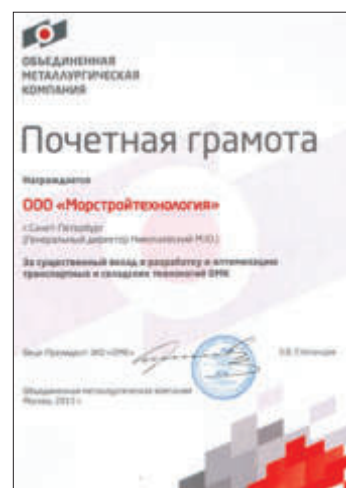 ОБЪЕДИНЕННАЯ
МЕТАЛЛУРГИЧЕСКАЯ
КОМПАНИЯ
Почетная грамота
Награждается
ООО «Морстройтехнология»
г.Санкт-Петербург
(Генеральный директор Николаевский М.Ю.)
За существенный вклад в разработку и оптимизацию
транспортных и складских технологий ОМК
Вице Президент ЗАО «ОМК»
Объединенная металлургическая компания
Москва, 2013 г.